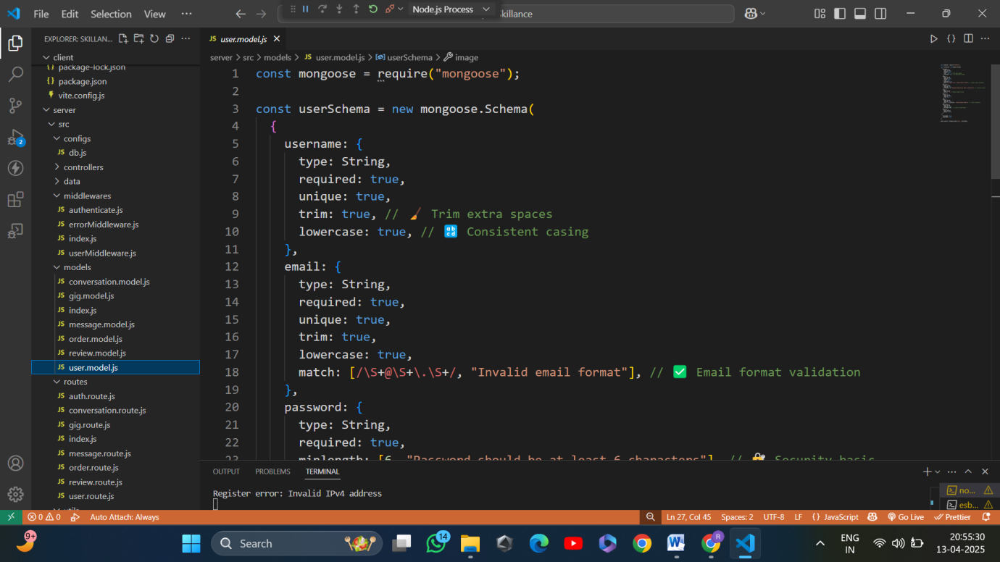 File Edit Selection View ··· Node.js Process killance
EXPLORER: SKILLAN...
client
package-lock.json
package.json
vite.config.js
server
src
configs
db.js
controllers
data
middlewares
authenticate.js
errorMiddleware.js
index.js
userMiddleware.js
models
conversation.model.js
gig.model.js
index.js
message.model.js
order.model.js
review.model.js
user.model.js
routes
auth.route.js
conversation.route.js
gig.route.js
index.js
message.route.js
order.route.js
review.route.js
user.route.js
utils
JS user.model.js
server > src > models > JS user.model.js > userSchema > image
1 const mongoose = require("mongoose");
2
3 const userSchema = new mongoose.Schema(
4 {
5 username: {
6 type: String,
7 required: true,
8 unique: true,
9 trim: true, // 🧹 Trim extra spaces
10 lowercase: true, // 🔡 Consistent casing
11 },
12 email: {
13 type: String,
14 required: true,
15 unique: true,
16 trim: true,
17 lowercase: true,
18 match: [/\S+@\S+\.\S+/, "Invalid email format"], // ✅ Email format validation
19 },
20 password: {
21 type: String,
22 required: true,
23 minlength: [6, "Password should be at least 6 characters"], // 🔐 Security basic
OUTPUT PROBLEMS TERMINAL
Register error: Invalid IPv4 address
no...
esb...
0 0 Auto Attach: Always Ln 27, Col 45 Spaces: 2 UTF-8 LF {} JavaScript Go Live Prettier
9+ Search 14 R ENG IN 20:55:30 13-04-2025